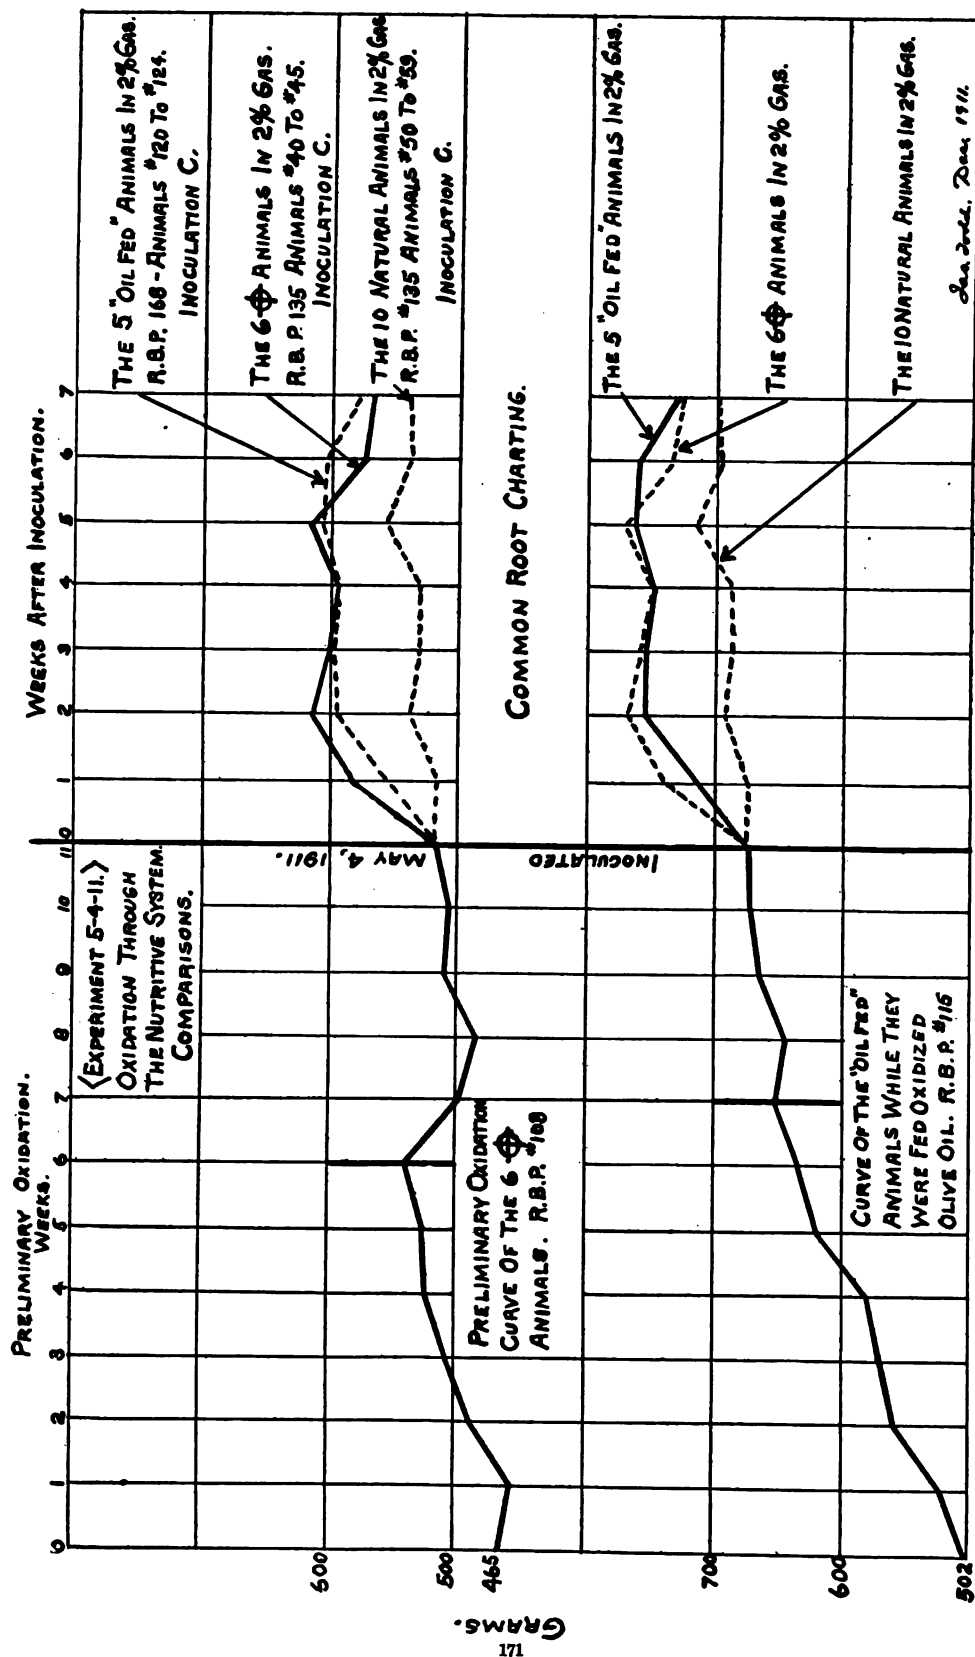 PRELIMINARY OXIDATION
WEEKS.
WEEKS AFTER INOCULATION.
0 1 2 3 4 5 6 7 8 9 10 11 0 1 2 3 4 5 6 7
<EXPERIMENT 5-4-11.>
OXIDATION THROUGH
THE NUTRITIVE SYSTEM.
COMPARISONS.
THE 5 "OIL FED" ANIMALS IN 2% GAS.
R.B.P. 168 - ANIMALS #120 TO #124.
INOCULATION C.
THE 6 ANIMALS IN 2% GAS.
R.B.P. 135 ANIMALS #40 TO #45.
INOCULATION C.
THE 10 NATURAL ANIMALS IN 2% GAS
R.B.P. #135 ANIMALS #50 TO #59.
INOCULATION C.
600
500
465
GRAMS.
MAY 4, 1911.
INOCULATED
PRELIMINARY OXIDATION
CURVE OF THE 6
ANIMALS. R.B.P. #108
COMMON ROOT CHARTING.
THE 5 "OIL FED" ANIMALS IN 2% GAS.
THE 6 ANIMALS IN 2% GAS.
THE 10 NATURAL ANIMALS IN 2% GAS.
700
600
502
CURVE OF THE "OIL FED"
ANIMALS WHILE THEY
WERE FED OXIDIZED
OLIVE OIL. R.B.P. #115
1911.
171